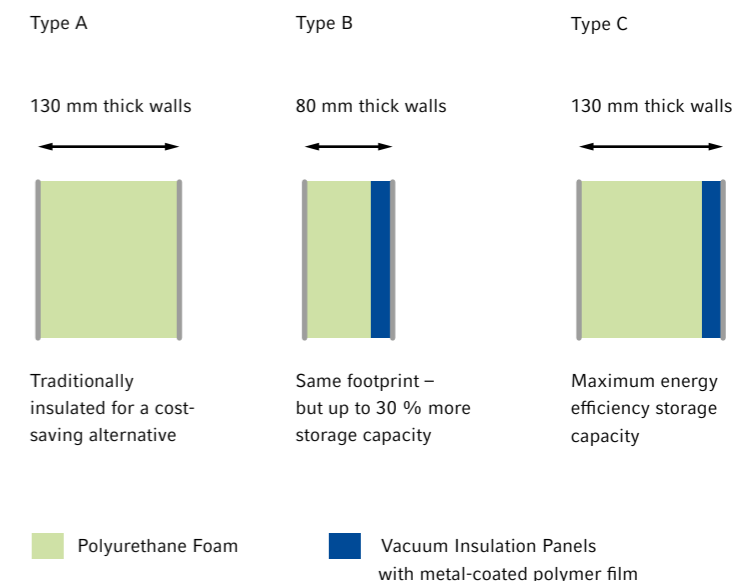 Type A
Type B
Type C
130 mm thick walls
80 mm thick walls
130 mm thick walls
Traditionally
insulated for a cost-
saving alternative
Same footprint –
but up to 30 % more
storage capacity
Maximum energy
efficiency storage
capacity
Polyurethane Foam
Vacuum Insulation Panels
with metal-coated polymer film